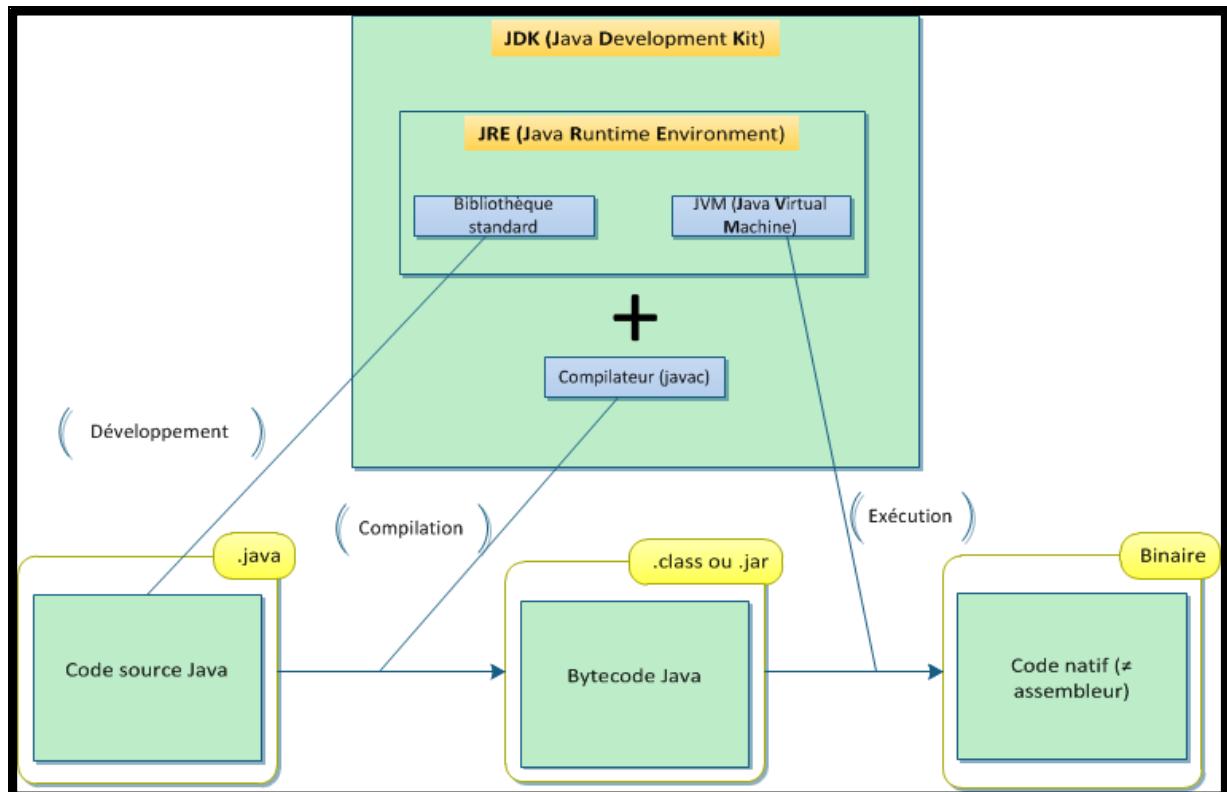 JDK (Java Development Kit)
JRE (Java Runtime Environment)
Bibliothèque
standard
JVM (Java Virtual
Machine)
+
Compilateur (javac)
Développement
Compilation
Exécution
.java
.class ou .jar
Binaire
Code source Java
Bytecode Java
Code natif (≠
assembleur)